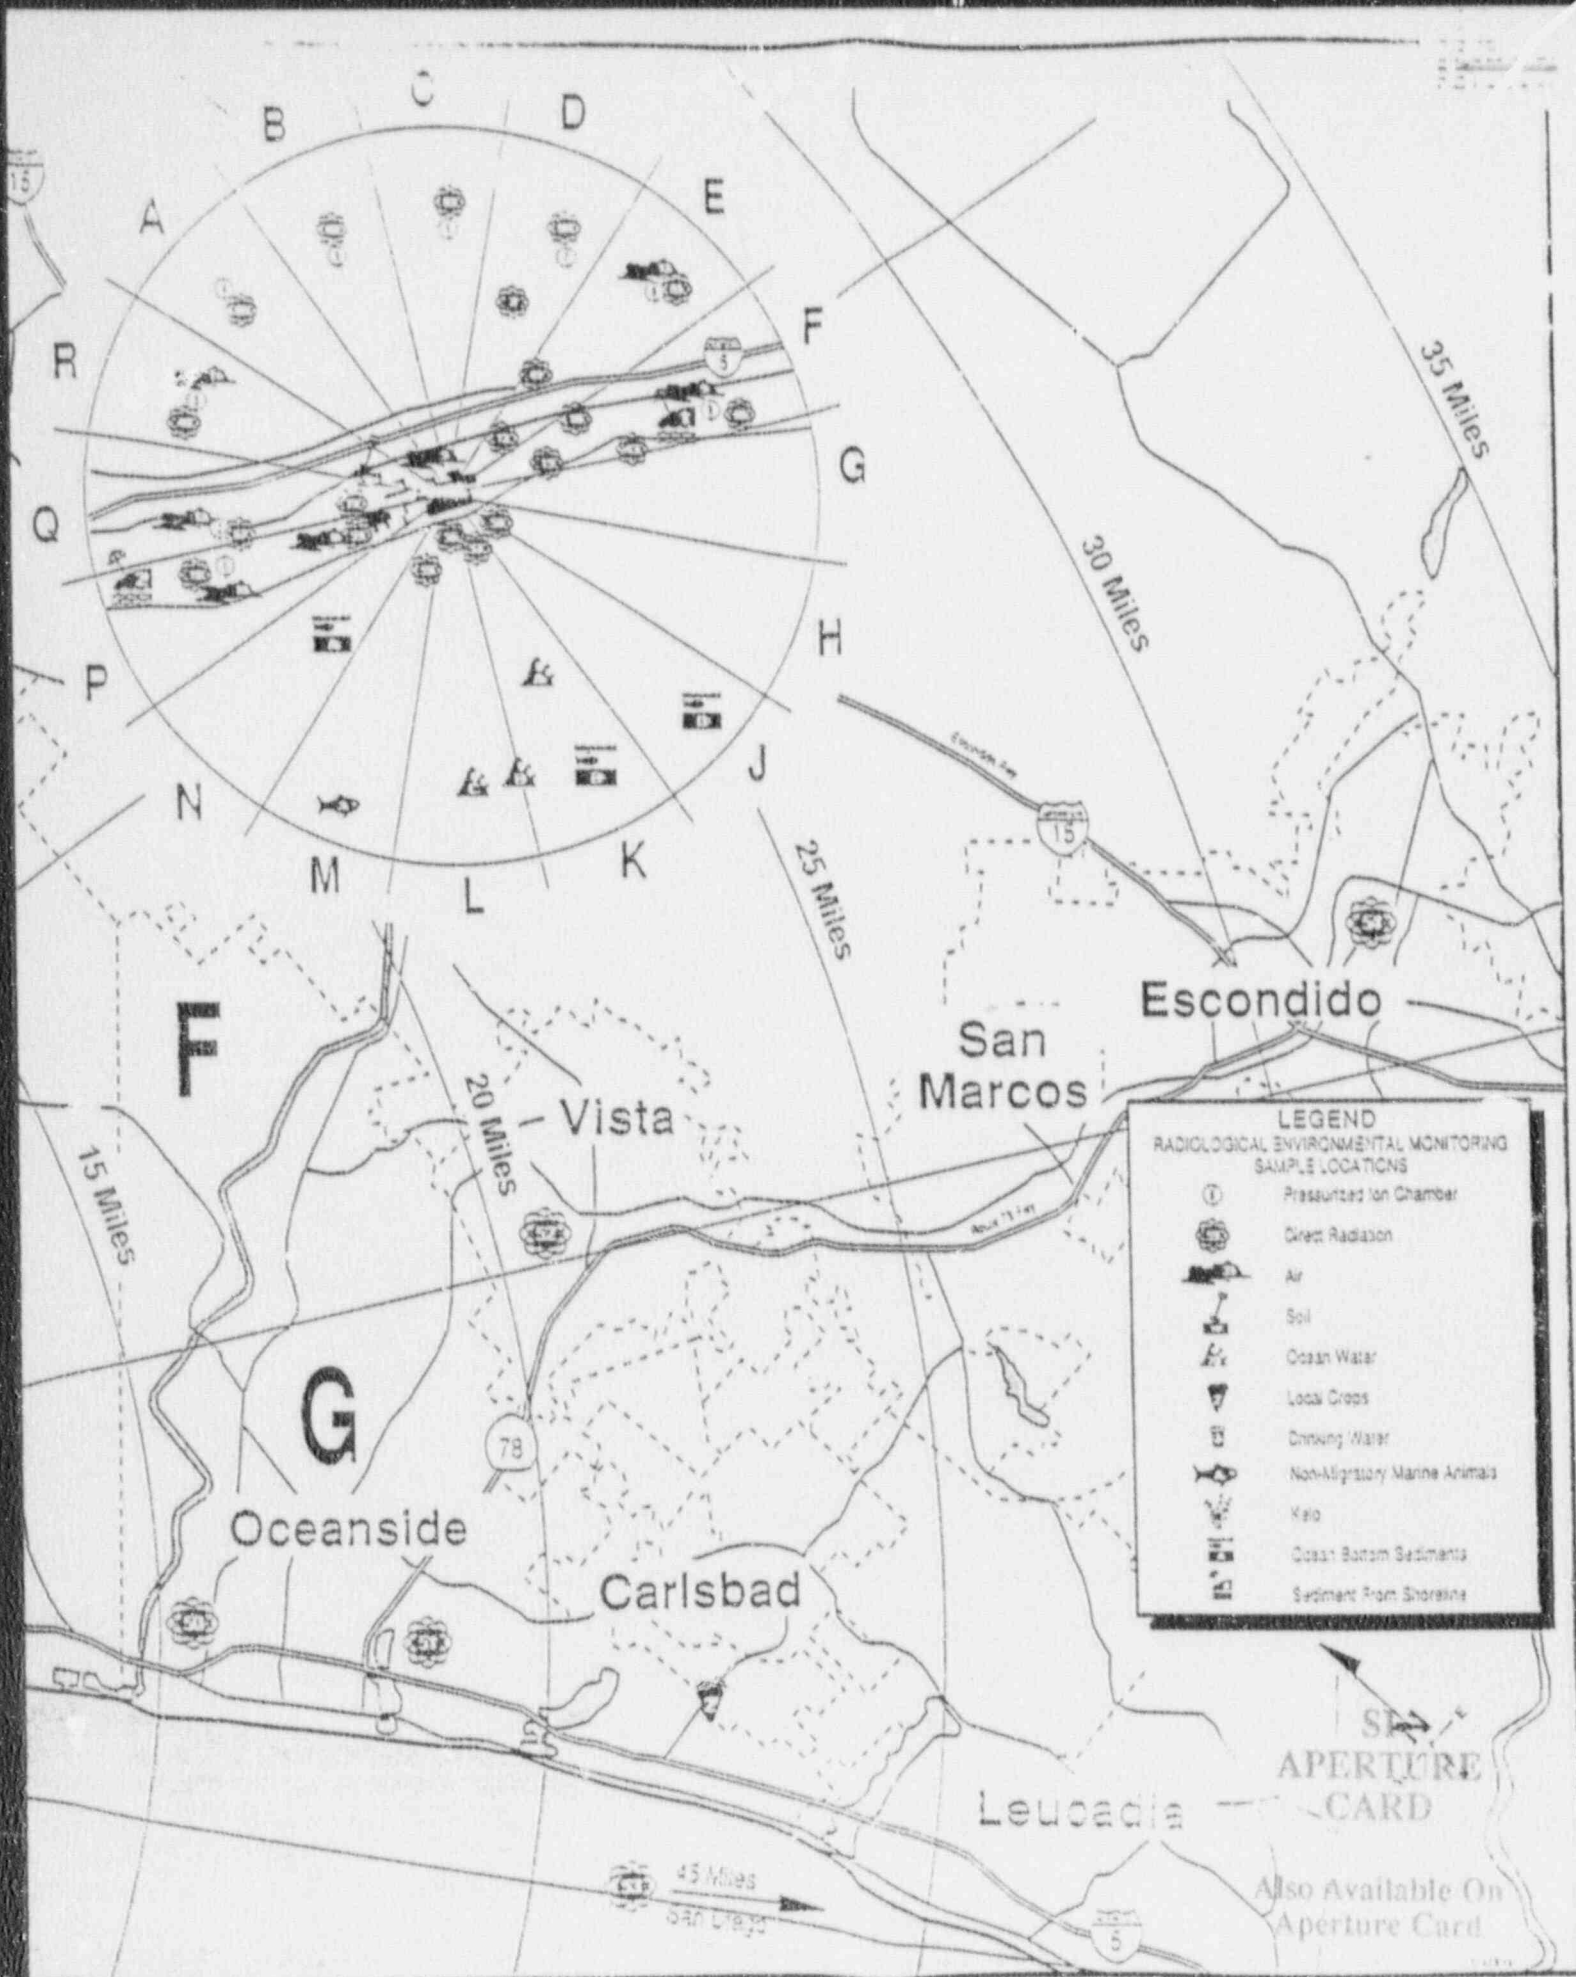 C
B
D
A
E
R
F
5
G
Q
H
P
J
N
K
M
L
35 Miles
30 Miles
25 Miles
15
Escondido
San
Marcos
F
Vista
20 Miles
15 Miles
G
78
Oceanside
Carlsbad
Leucadia
45 Miles
San Diego
5
LEGEND
RADIOLOGICAL ENVIRONMENTAL MONITORING
SAMPLE LOCATIONS
Pressurized Ion Chamber
Direct Radiation
Air
Soil
Ocean Water
Local Crops
Drinking Water
Non-Migratory Marine Animals
Kelp
Ocean Bottom Sediments
Sediment From Shoreline
APERTURE
CARD
Also Available On
Aperture Card